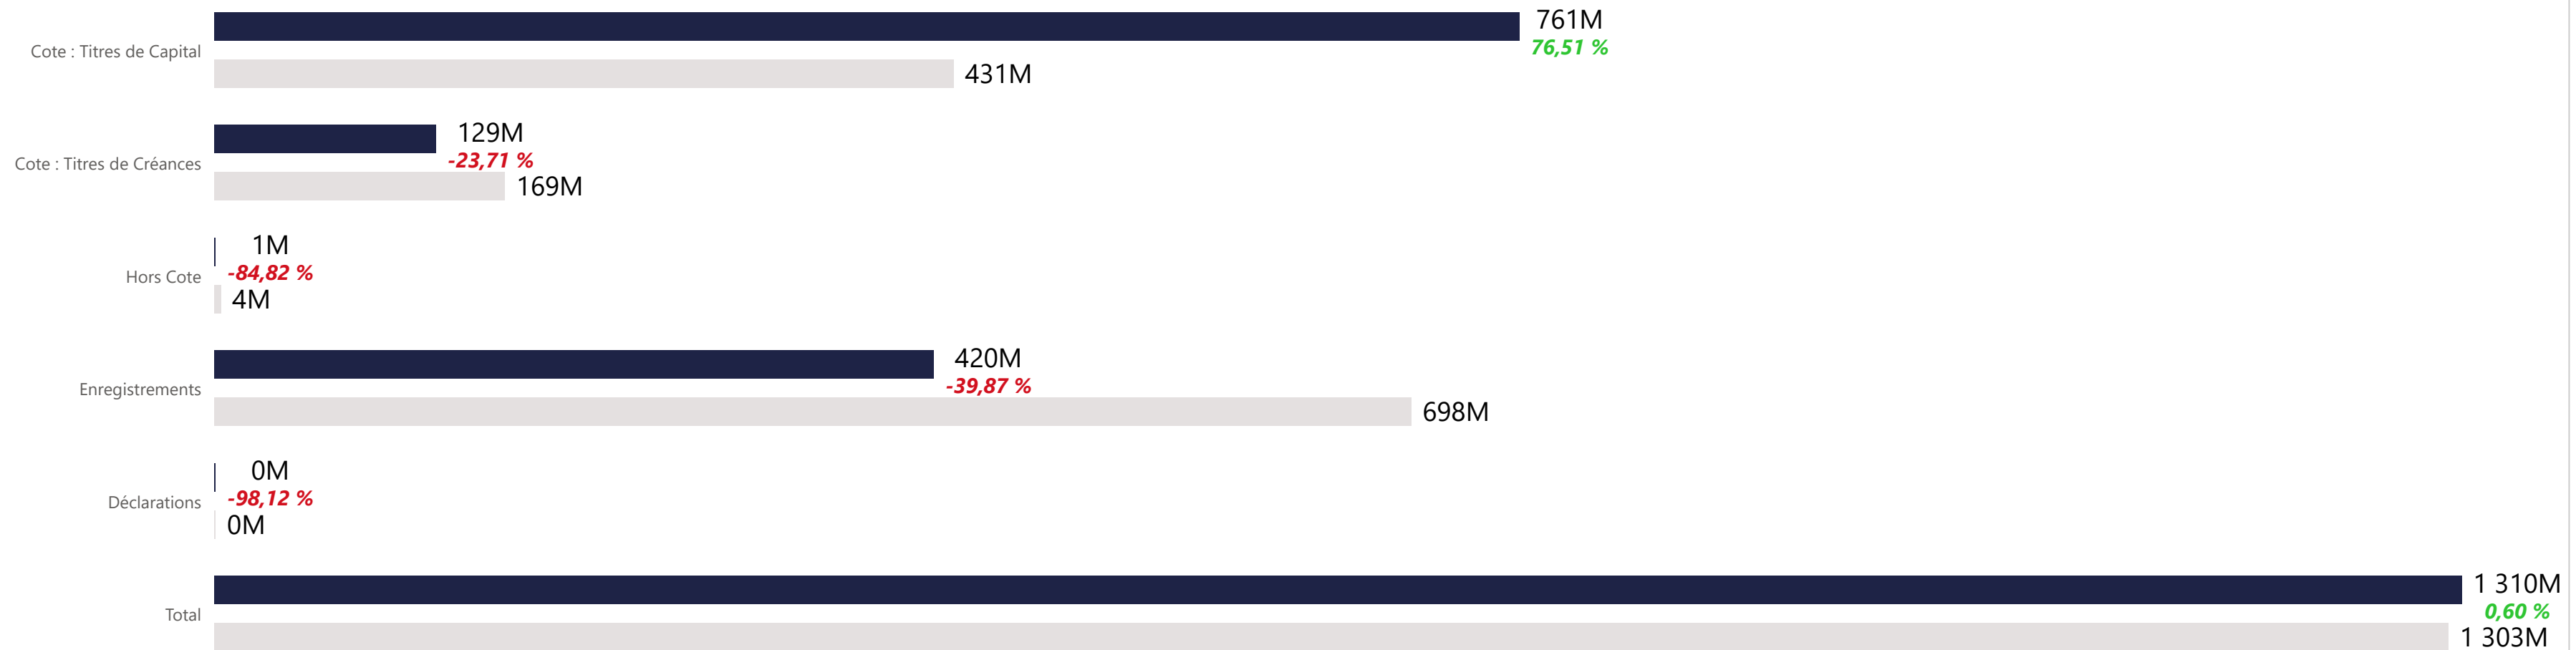 761M
76,51 %
Cote : Titres de Capital
431M
129M
-23,71 %
Cote : Titres de Créances
169M
1M
-84,82 %
Hors Cote
4M
420M
-39,87 %
Enregistrements
698M
0M
-98,12 %
Déclarations
0M
1 310M
0,60 %
Total
1 303M